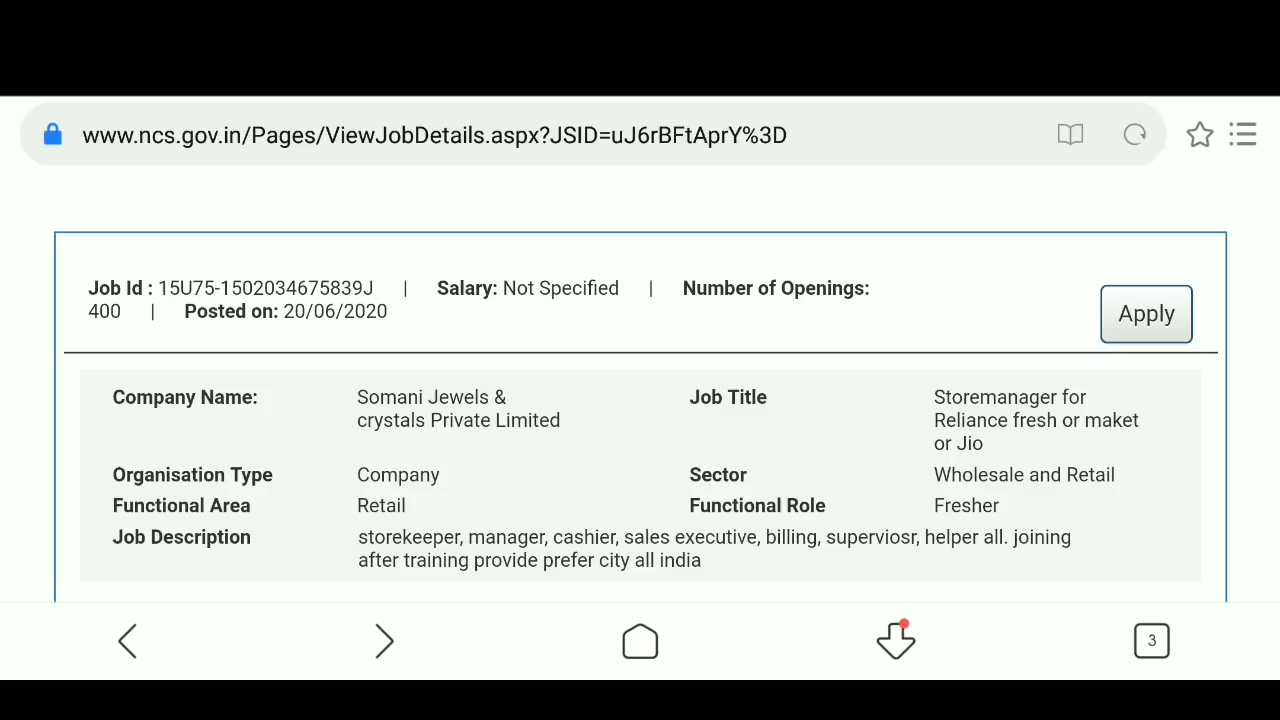 www.ncs.gov.in/Pages/ViewJobDetails.aspx?JSID=uJ6rBFtAprY%3D
Job Id : 15U75-1502034675839J | Salary: Not Specified | Number of Openings:
400 | Posted on: 20/06/2020
Apply
Company Name: Somani Jewels & Job Title Storemanager for
crystals Private Limited Reliance fresh or maket
or Jio
Organisation Type Company Sector Wholesale and Retail
Functional Area Retail Functional Role Fresher
Job Description storekeeper, manager, cashier, sales executive, billing, superviosr, helper all. joining
after training provide prefer city all india
3